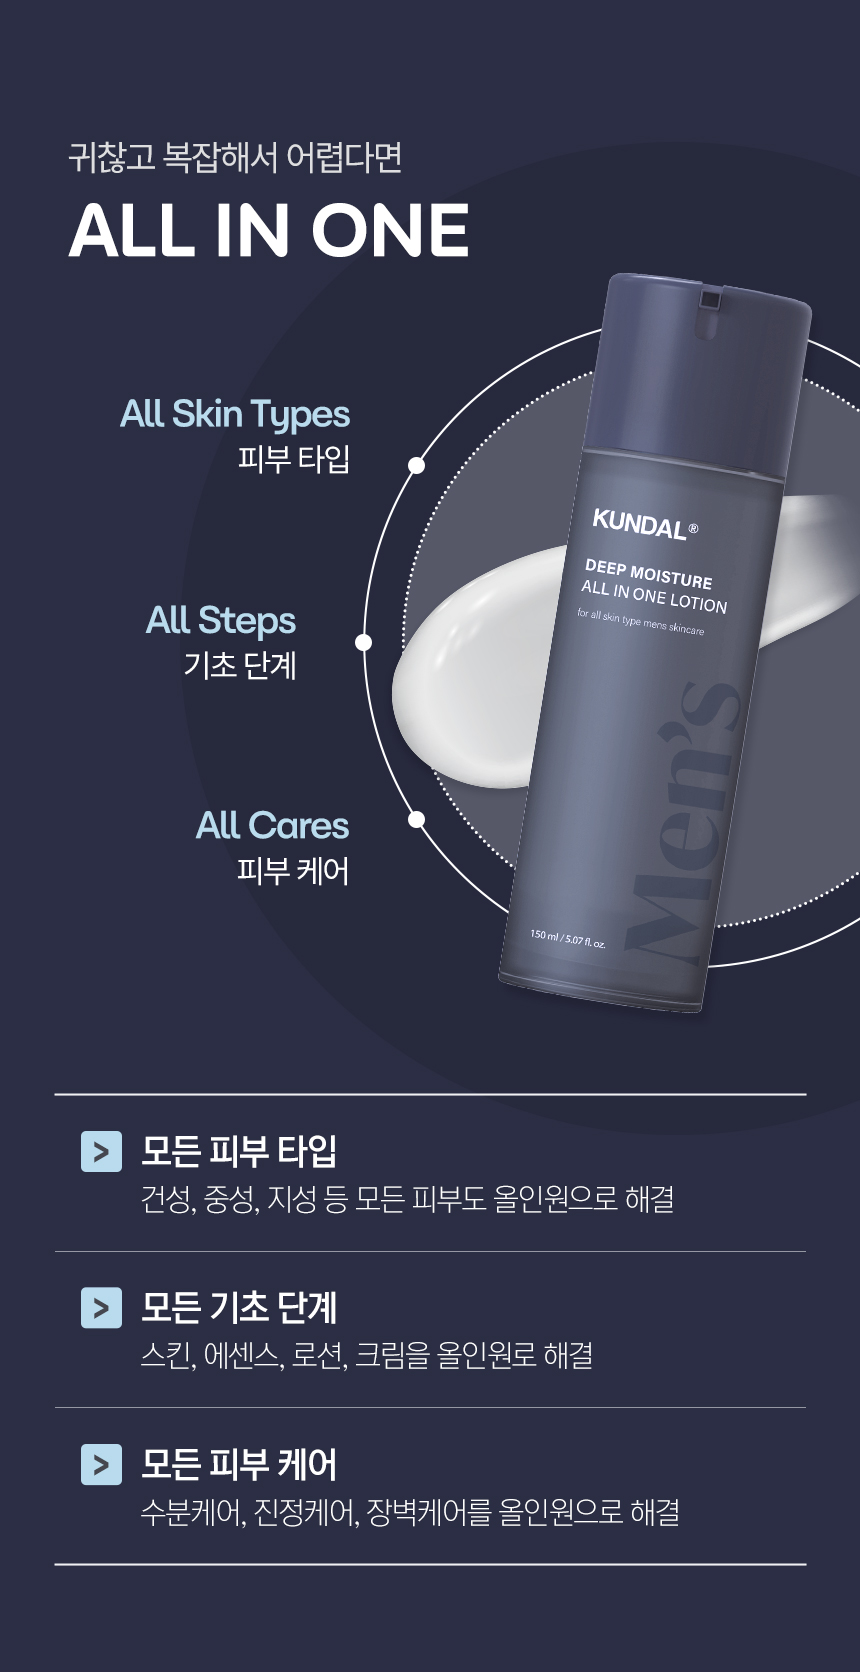 귀찮고 복잡해서 어렵다면
ALL IN ONE
All Skin Types
피부 타입
All Steps
기초 단계
All Cares
피부 케어
KUNDAL®
DEEP MOISTURE
ALL IN ONE LOTION
for all skin type mens skincare
Men's
150 ml / 5.07 fl. oz.
> 모든 피부 타입
건성, 중성, 지성 등 모든 피부도 올인원으로 해결
> 모든 기초 단계
스킨, 에센스, 로션, 크림을 올인원로 해결
> 모든 피부 케어
수분케어, 진정케어, 장벽케어를 올인원으로 해결